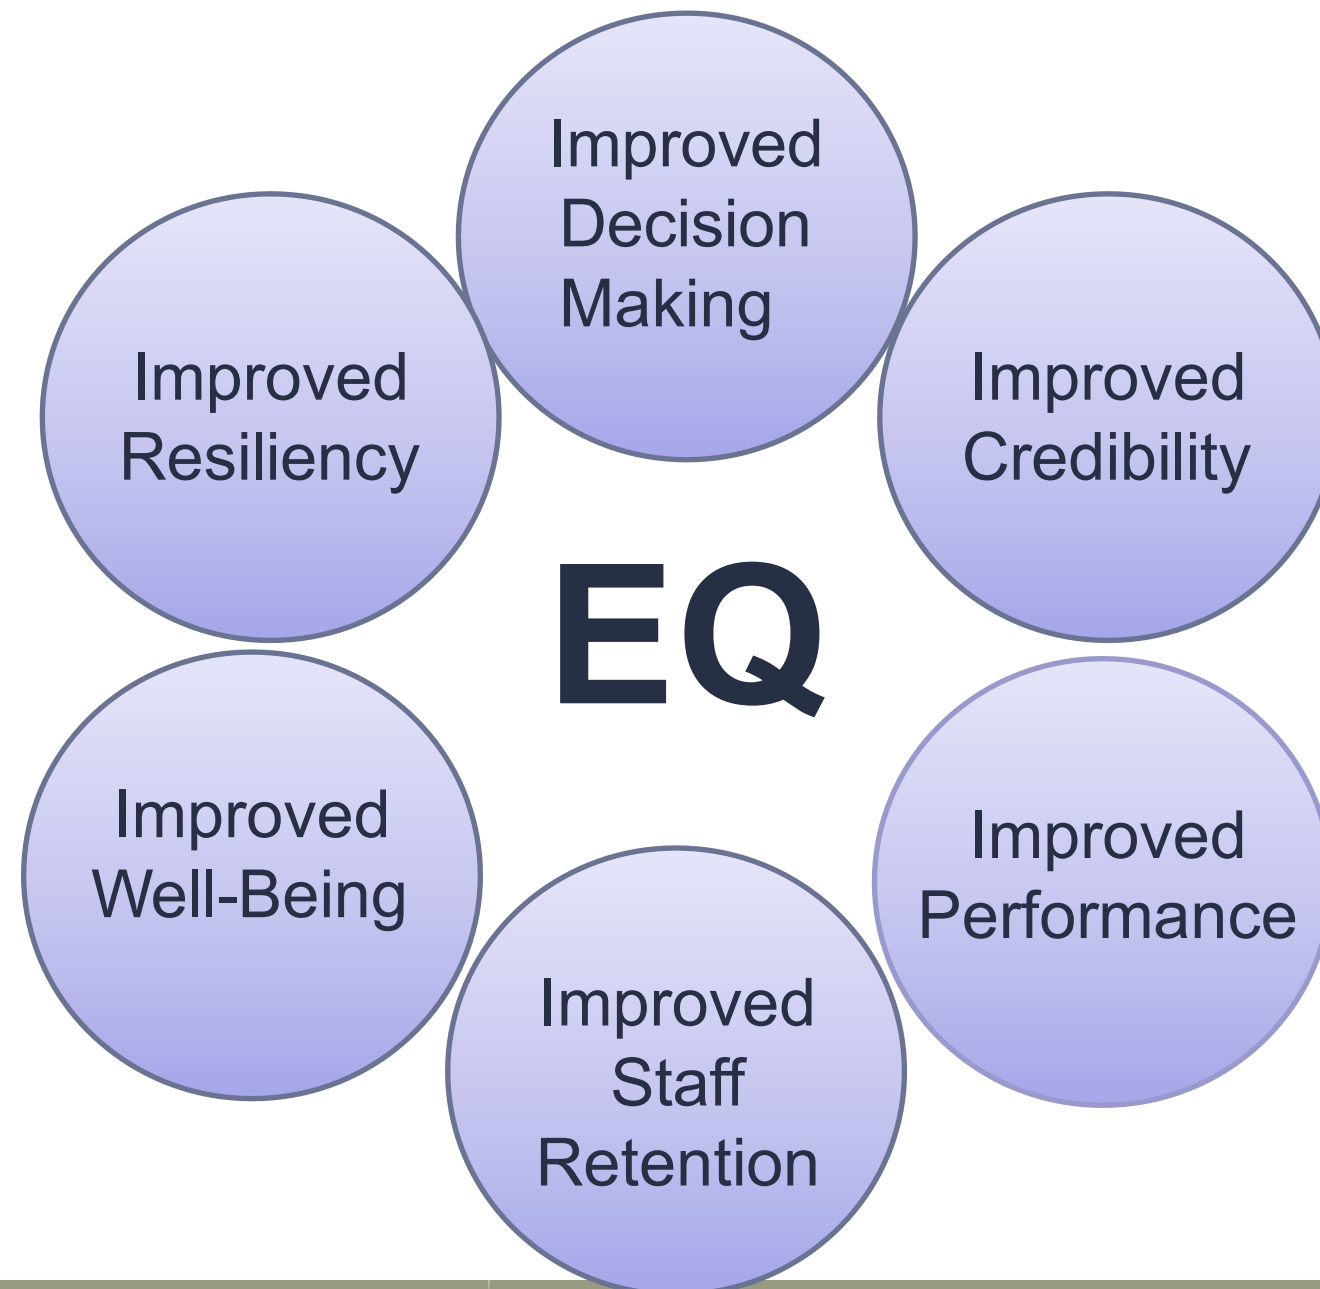 Improved
Decision
Making
Improved
Resiliency
Improved
Credibility
EQ
Improved
Well-Being
Improved
Performance
Improved
Staff
Retention